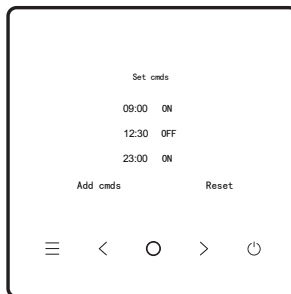 Set cmds
09:00 ON
12:30 OFF
23:00 ON
Add cmds Reset